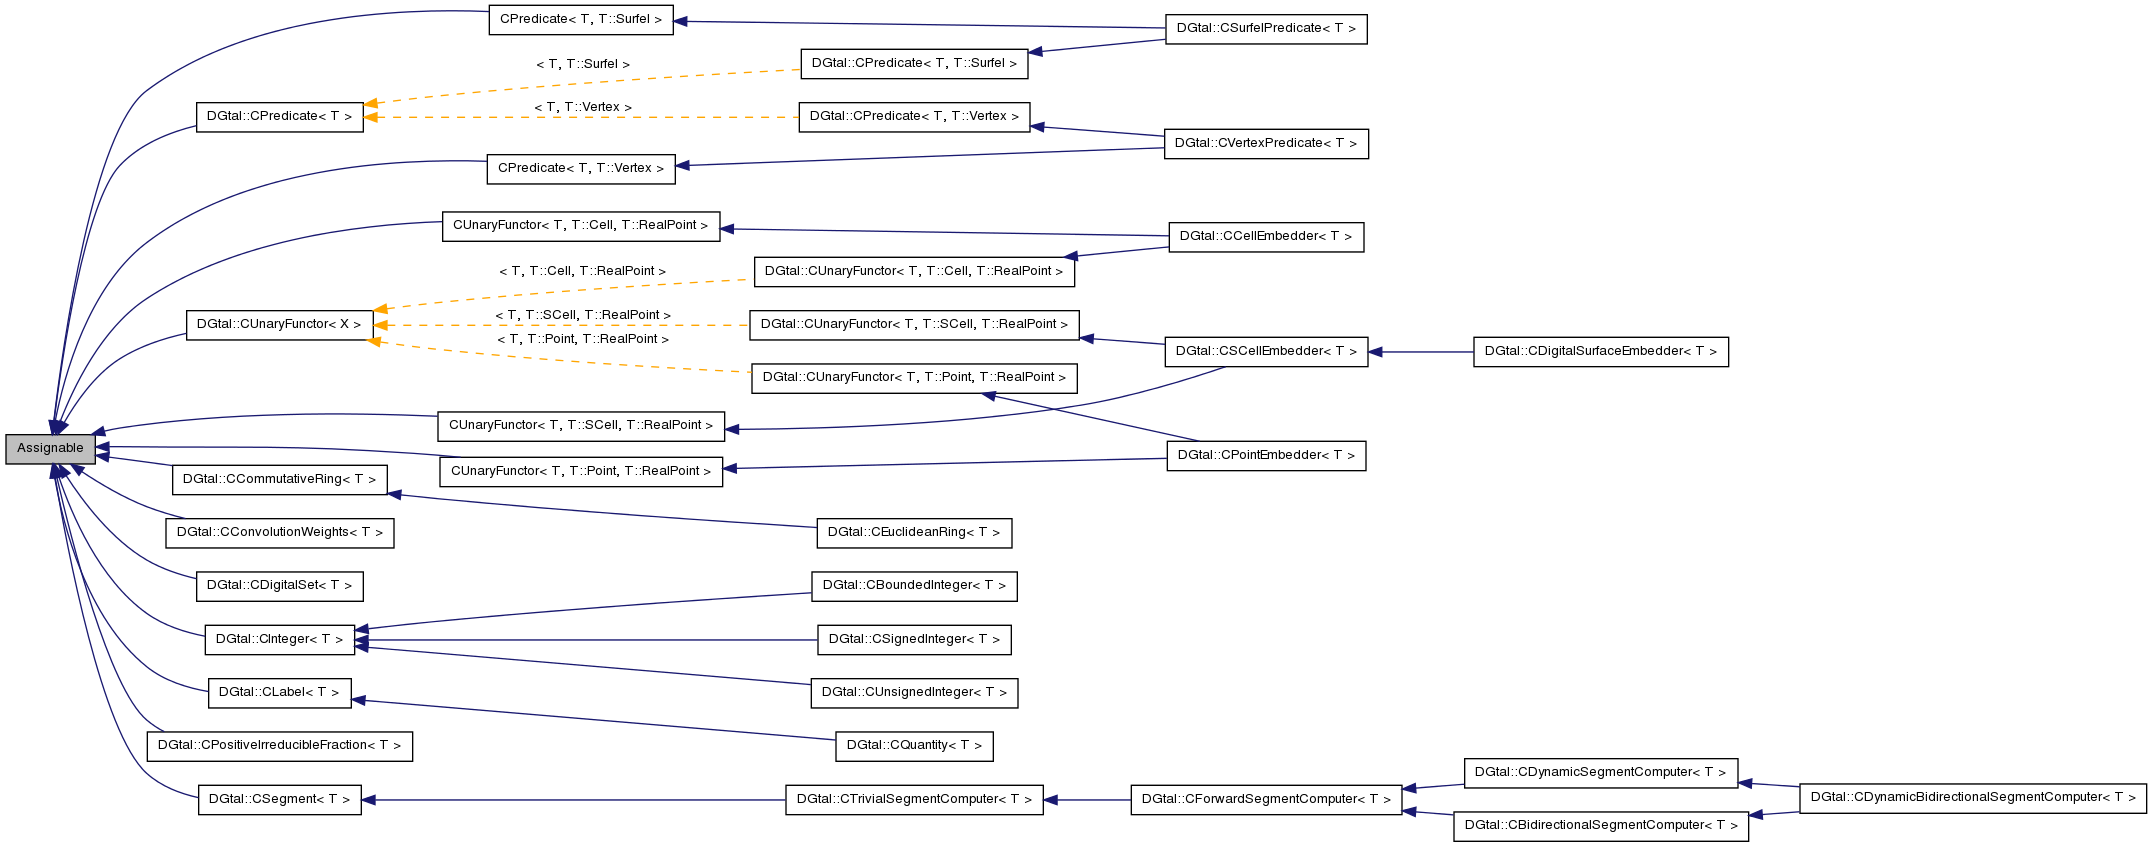 CPredicate< T, T::Surfel >
DGtal::CSurfelPredicate< T >
< T, T::Surfel >
DGtal::CPredicate< T, T::Surfel >
DGtal::CPredicate< T >
< T, T::Vertex >
DGtal::CPredicate< T, T::Vertex >
DGtal::CVertexPredicate< T >
CPredicate< T, T::Vertex >
CUnaryFunctor< T, T::Cell, T::RealPoint >
DGtal::CCellEmbedder< T >
< T, T::Cell, T::RealPoint >
DGtal::CUnaryFunctor< T, T::Cell, T::RealPoint >
DGtal::CUnaryFunctor< X >
< T, T::SCell, T::RealPoint >
DGtal::CUnaryFunctor< T, T::SCell, T::RealPoint >
< T, T::Point, T::RealPoint >
DGtal::CSCellEmbedder< T >
DGtal::CDigitalSurfaceEmbedder< T >
DGtal::CUnaryFunctor< T, T::Point, T::RealPoint >
CUnaryFunctor< T, T::SCell, T::RealPoint >
Assignable
DGtal::CPointEmbedder< T >
CUnaryFunctor< T, T::Point, T::RealPoint >
DGtal::CCommutativeRing< T >
DGtal::CConvolutionWeights< T >
DGtal::CEuclideanRing< T >
DGtal::CDigitalSet< T >
DGtal::CBoundedInteger< T >
DGtal::CInteger< T >
DGtal::CSignedInteger< T >
DGtal::CLabel< T >
DGtal::CUnsignedInteger< T >
DGtal::CPositiveIrreducibleFraction< T >
DGtal::CQuantity< T >
DGtal::CSegment< T >
DGtal::CTrivialSegmentComputer< T >
DGtal::CForwardSegmentComputer< T >
DGtal::CDynamicSegmentComputer< T >
DGtal::CDynamicBidirectionalSegmentComputer< T >
DGtal::CBidirectionalSegmentComputer< T >